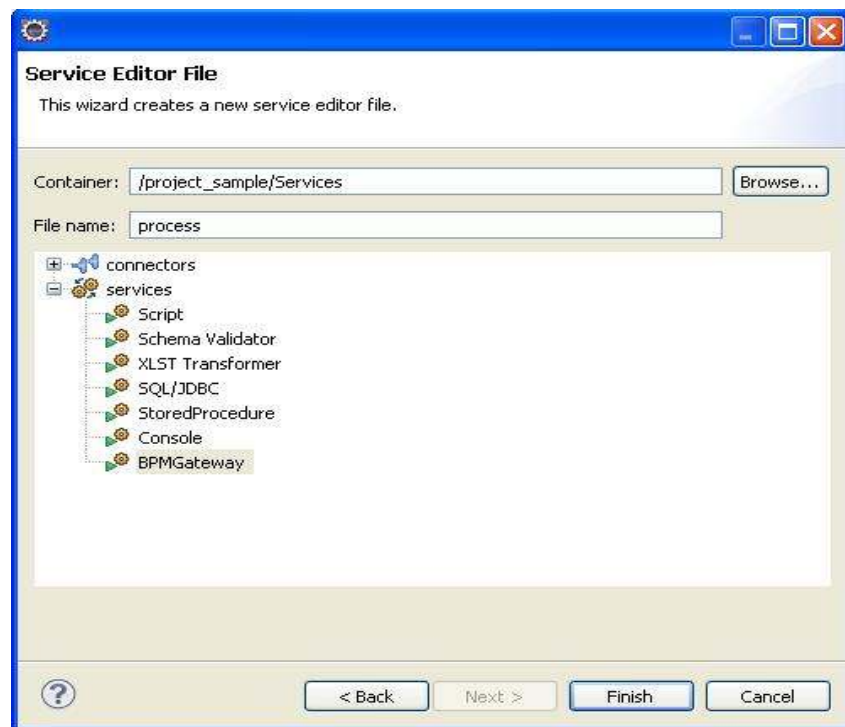 Service Editor File
This wizard creates a new service editor file.
Container: /project_sample/Services Browse...
File name: process
connectors
services
Script
Schema Validator
XLST Transformer
SQL/JDBC
StoredProcedure
Console
BPMGateway
? < Back Next > Finish Cancel